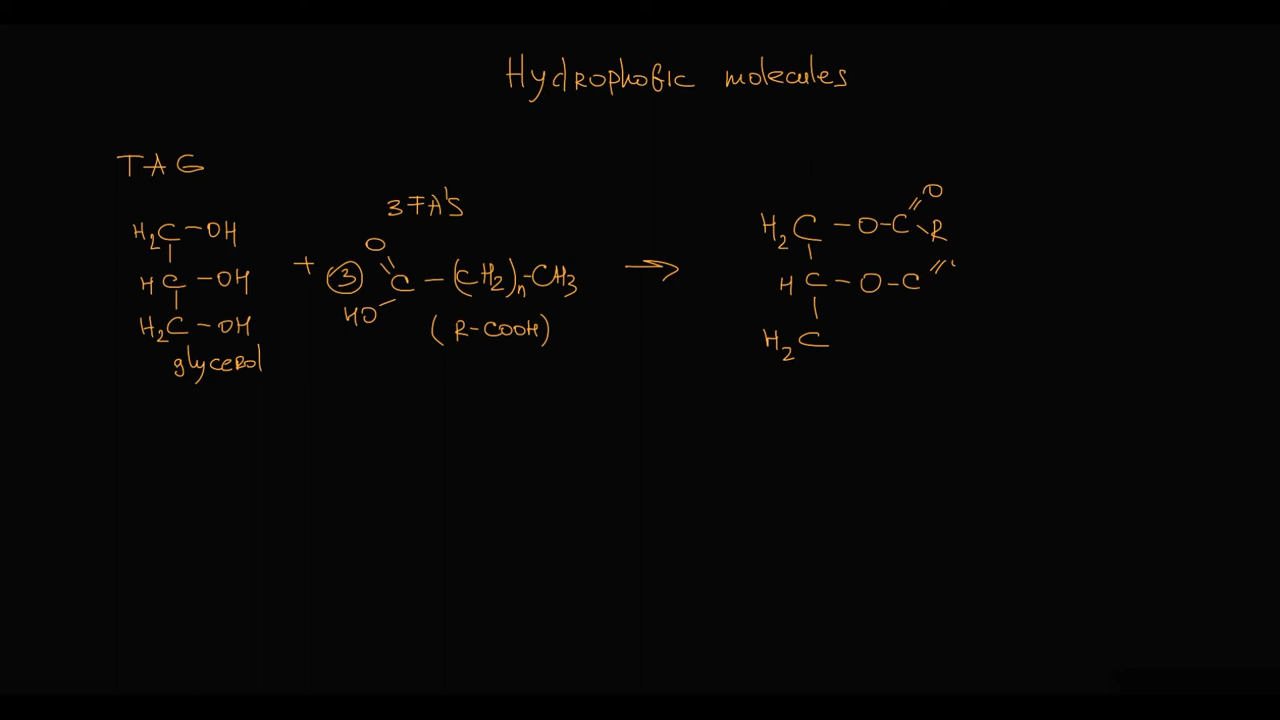 Hydrophobic molecules
TAG
3 FA'S
H2C-OH
HC-OH
H2C-OH
glycerol
+
3
O
HO
C-(CH2)n-CH3
(R-COOH)
→
O
H2C-O-C
R
HC-O-C
H2C